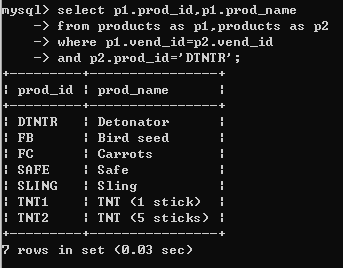 mysql> select p1.prod_id,p1.prod_name
    -> from products as p1,products as p2
    -> where p1.vend_id=p2.vend_id
    -> and p2.prod_id='DTNTR';
+---------+----------------+
| prod_id | prod_name      |
+---------+----------------+
| DTNTR   | Detonator      |
| FB      | Bird seed      |
| FC      | Carrots        |
| SAFE    | Safe           |
| SLING   | Sling          |
| TNT1    | TNT (1 stick)  |
| TNT2    | TNT (5 sticks) |
+---------+----------------+
7 rows in set (0.03 sec)